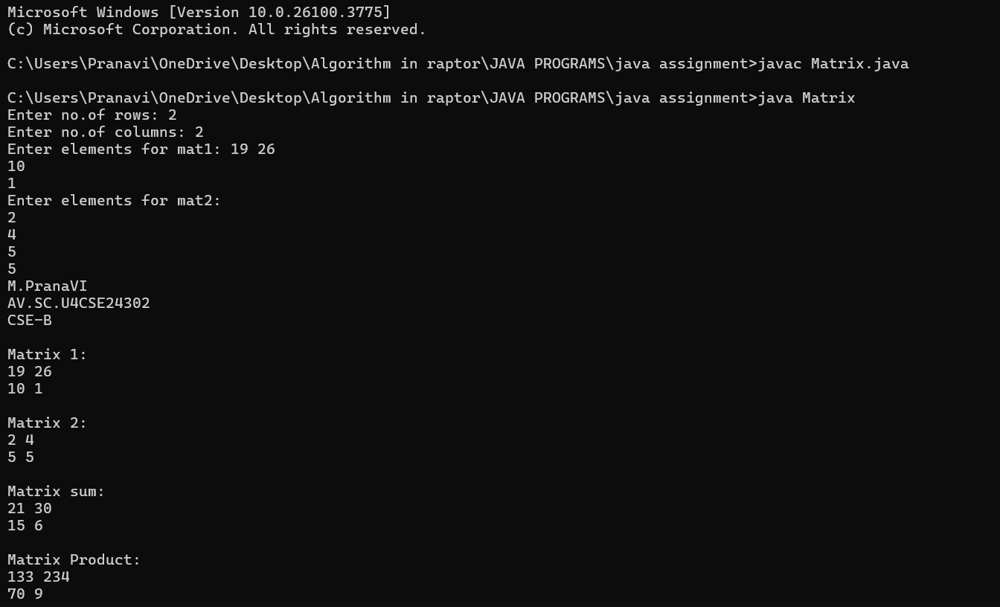 Microsoft Windows [Version 10.0.26100.3775]
(c) Microsoft Corporation. All rights reserved.
C:\Users\Pranavi\OneDrive\Desktop\Algorithm in raptor\JAVA PROGRAMS\java assignment>javac Matrix.java
C:\Users\Pranavi\OneDrive\Desktop\Algorithm in raptor\JAVA PROGRAMS\java assignment>java Matrix
Enter no.of rows: 2
Enter no.of columns: 2
Enter elements for mat1: 19 26
10
1
Enter elements for mat2:
2
4
5
5
M.PranaVI
AV.SC.U4CSE24302
CSE-B
Matrix 1:
19 26
10 1
Matrix 2:
2 4
5 5
Matrix sum:
21 30
15 6
Matrix Product:
133 234
70 9